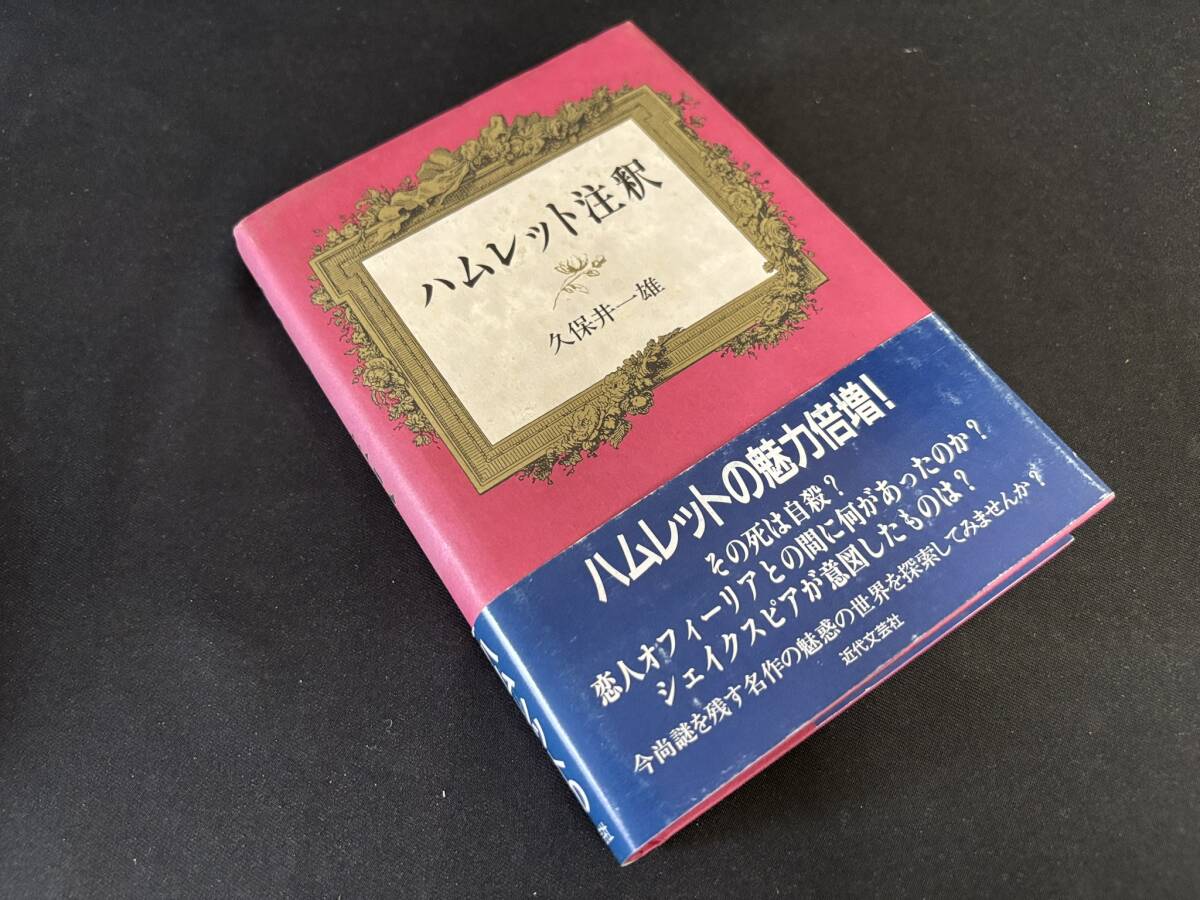 ハムレット注釈
久保井一雄
ハムレットの魅力倍増!
その死は自殺?
恋人オフィーリアとの間に何があったのか?
シェイクスピアが意図したものは?
今尚謎を残す名作の魅惑の世界を探索してみませんか?
近代文芸社